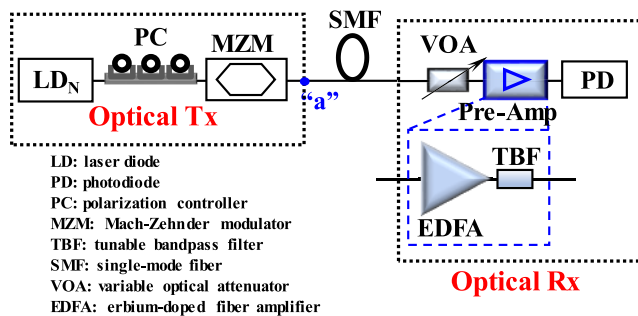 SMF
PC
MZM
VOA
LD_N
"a"
PD
Optical Tx
Pre-Amp
TBF
EDFA
Optical Rx
LD: laser diode
PD: photodiode
PC: polarization controller
MZM: Mach-Zehnder modulator
TBF: tunable bandpass filter
SMF: single-mode fiber
VOA: variable optical attenuator
EDFA: erbium-doped fiber amplifier